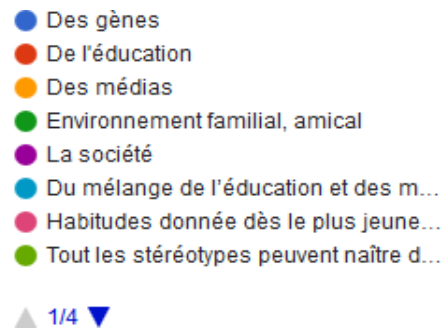 Des gènes
De l'éducation
Des médias
Environnement familial, amical
La société
Du mélange de l'éducation et des m...
Habitudes donnée dès le plus jeune...
Tout les stéréotypes peuvent naître d...
1/4